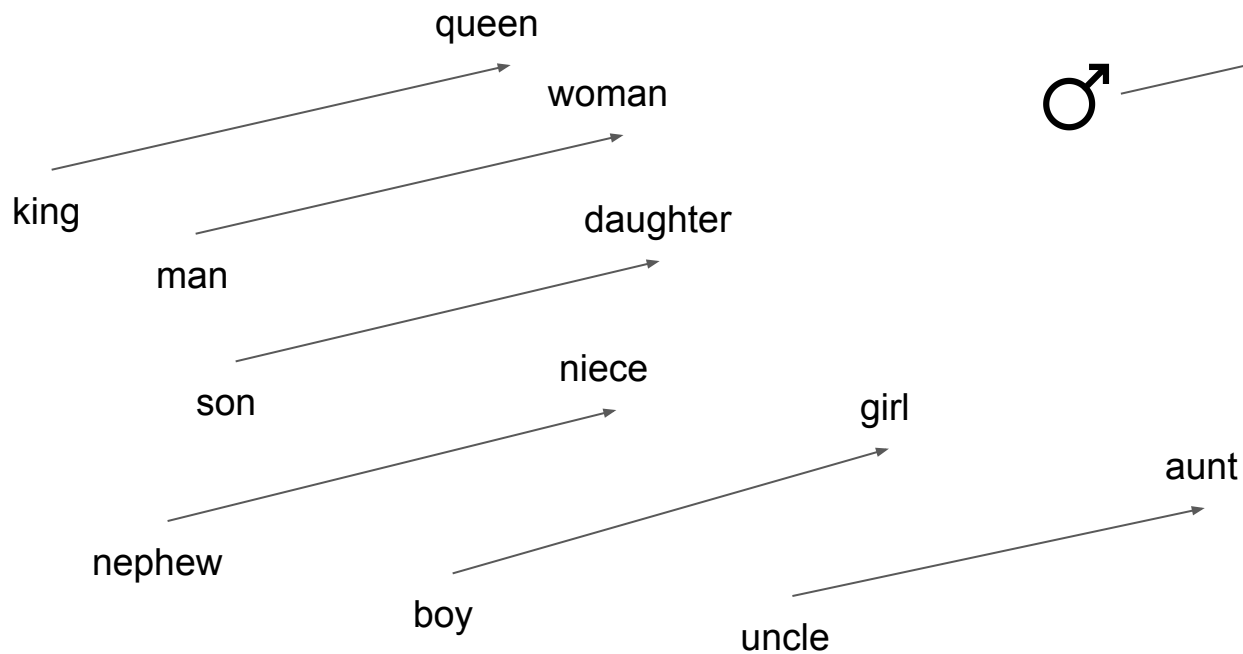 queen
woman
king
daughter
man
niece
son
girl
aunt
nephew
boy
uncle